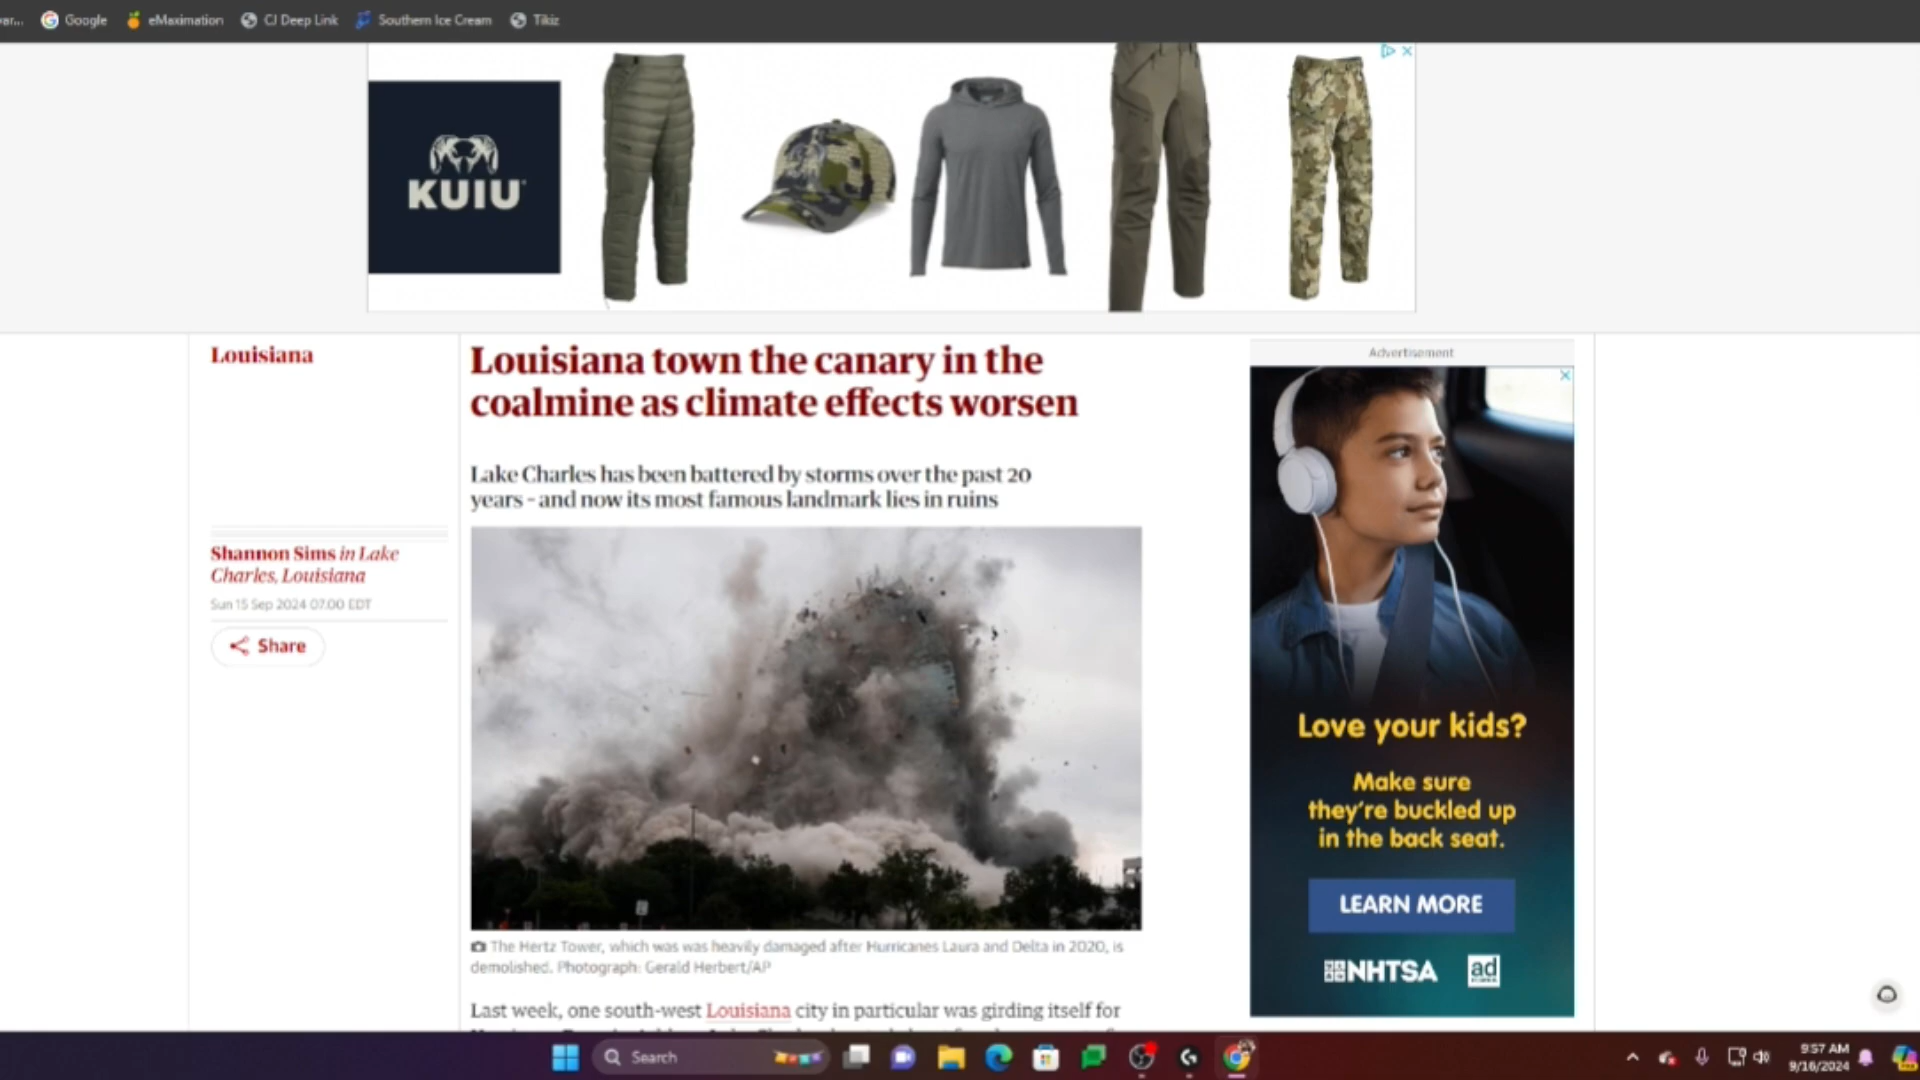 Google
eMaximation
CJ Deep Link
Southern Ice Cream
Tikiz
KUIU
Louisiana
Louisiana town the canary in the
coalmine as climate effects worsen
Lake Charles has been battered by storms over the past 20
years – and now its most famous landmark lies in ruins
Shannon Sims in Lake
Charles, Louisiana
Sun 15 Sep 2024 07.00 EDT
Share
The Hertz Tower, which was was heavily damaged after Hurricanes Laura and Delta in 2020, is
demolished. Photograph: Gerald Herbert/AP
Last week, one south-west Louisiana city in particular was girding itself for
Advertisement
Love your kids?
Make sure
they're buckled up
in the back seat.
LEARN MORE
NHTSA
ad
Search
9:57 AM
9/16/2024